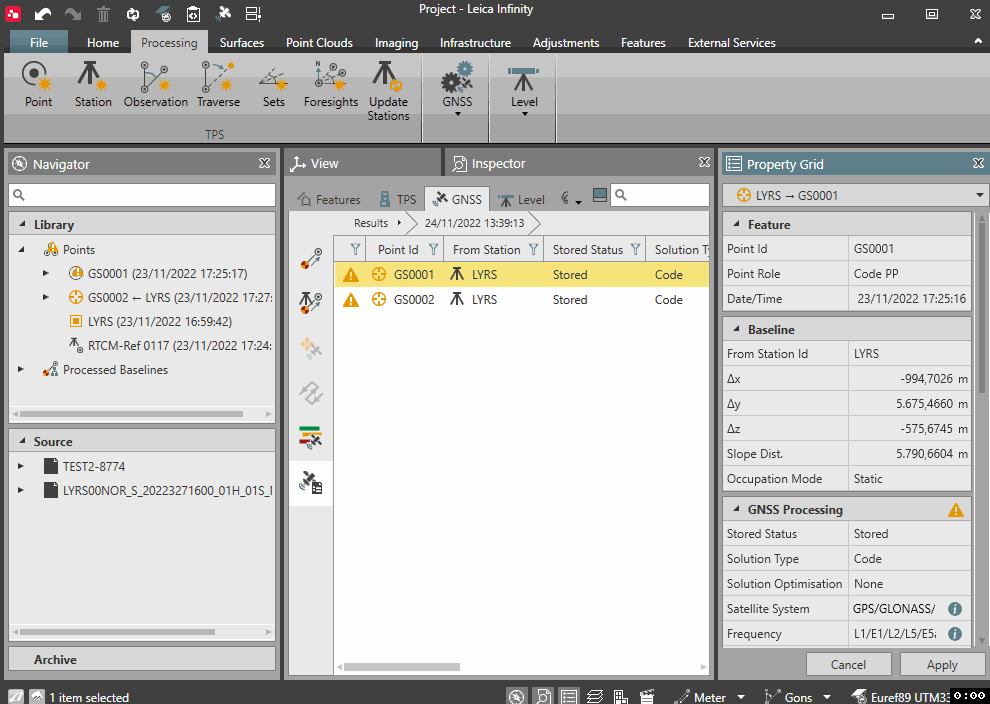 Project - Leica Infinity
File Home Processing Surfaces Point Clouds Imaging Infrastructure Adjustments Features External Services
Point Station Observation Traverse Sets Foresights Update Stations GNSS Level
TPS
Navigator
Library
Points
GS0001 (23/11/2022 17:25:17)
GS0002 ← LYRS (23/11/2022 17:27:
LYRS (23/11/2022 16:59:42)
RTCM-Ref 0117 (23/11/2022 17:24:
Processed Baselines
Source
TEST2-8774
LYRS00NOR_S_20223271600_01H_01S_
Archive
View Inspector
Features TPS GNSS Level
Results 24/11/2022 13:39:13
Point Id From Station Stored Status Solution Ty
GS0001 LYRS Stored Code
GS0002 LYRS Stored Code
Property Grid
LYRS → GS0001
Feature
Point Id GS0001
Point Role Code PP
Date/Time 23/11/2022 17:25:16
Baseline
From Station Id LYRS
Δx -994,7026 m
Δy 5.675,4660 m
Δz -575,6745 m
Slope Dist. 5.790,6604 m
Occupation Mode Static
GNSS Processing
Stored Status Stored
Solution Type Code
Solution Optimisation None
Satellite System GPS/GLONASS/
Frequency L1/E1/L2/L5/E5a
Cancel Apply
1 item selected Meter Gons Euref89 UTM33 0:00